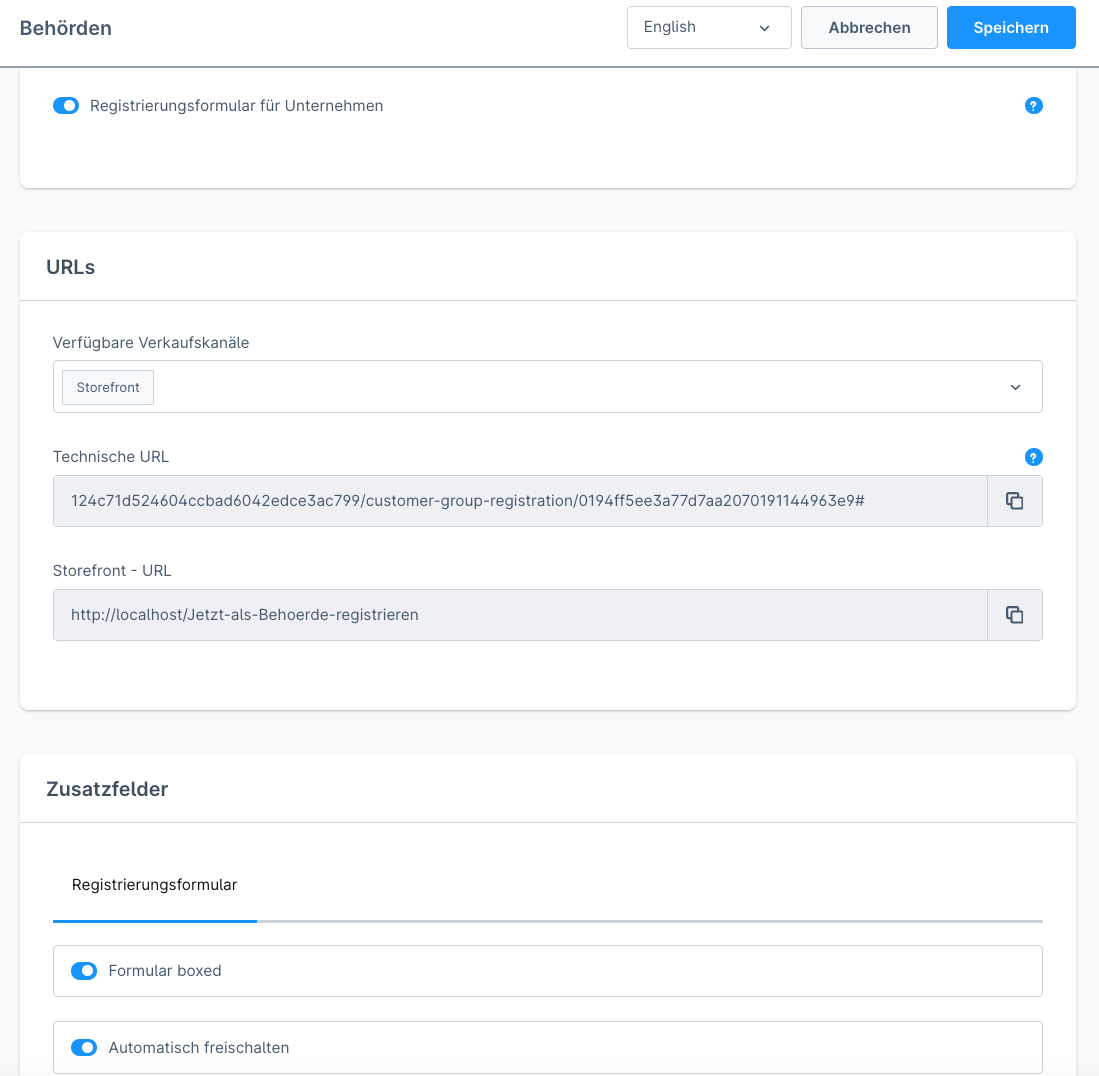 Behörden
English
Abbrechen
Speichern
Registrierungsformular für Unternehmen
?
URLs
Verfügbare Verkaufskanäle
Storefront
Technische URL
?
124c71d524604ccbad6042edce3ac799/customer-group-registration/0194ff5ee3a77d7aa2070191144963e9#
Storefront - URL
http://localhost/Jetzt-als-Behoerde-registrieren
Zusatzfelder
Registrierungsformular
Formular boxed
Automatisch freischalten